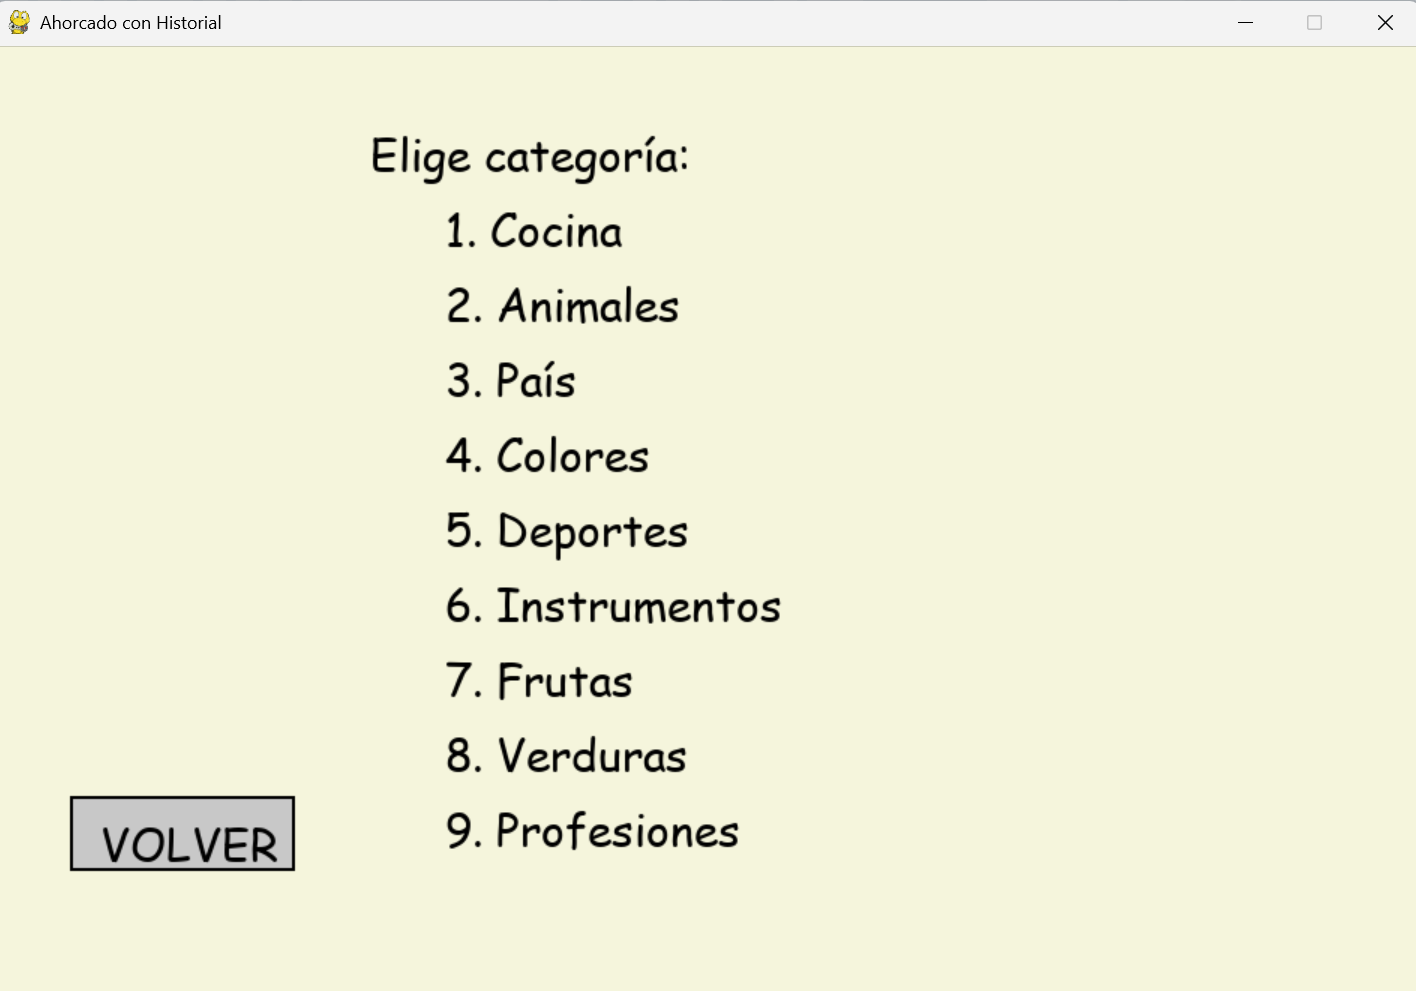 Ahorcado con Historial
Elige categoría:
1. Cocina
2. Animales
3. País
4. Colores
5. Deportes
6. Instrumentos
7. Frutas
8. Verduras
9. Profesiones
VOLVER